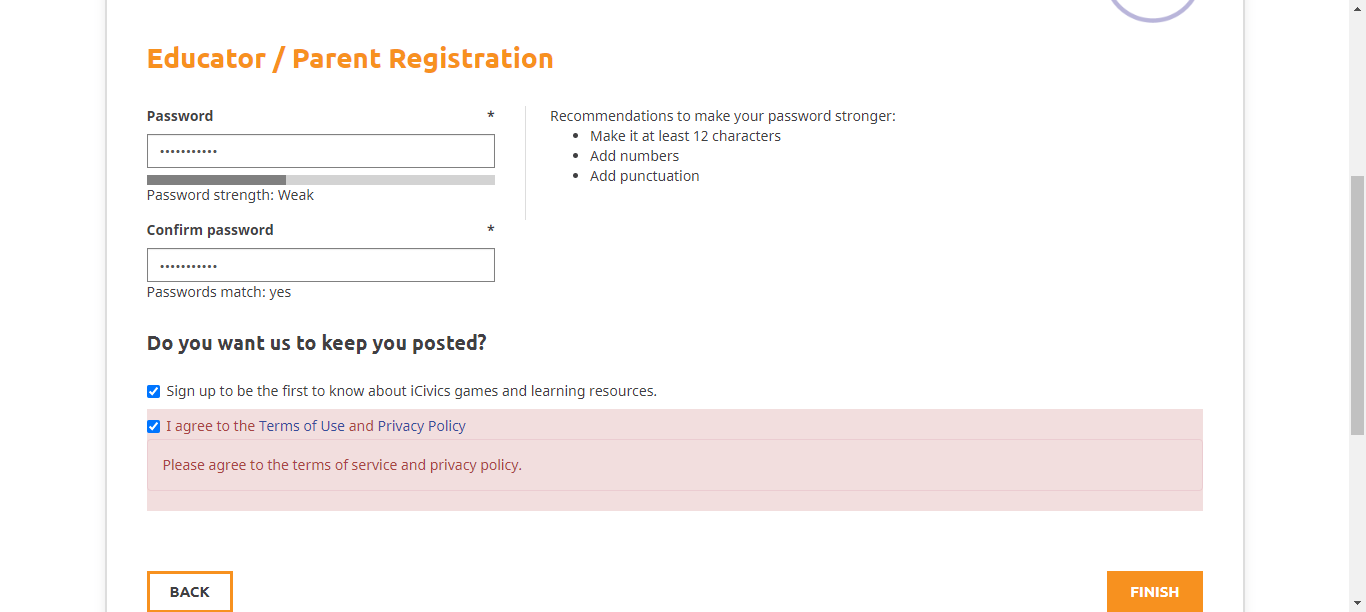 Educator / Parent Registration
Password *
•••••••••••
Password strength: Weak
Recommendations to make your password stronger:
• Make it at least 12 characters
• Add numbers
• Add punctuation
Confirm password *
•••••••••••
Passwords match: yes
Do you want us to keep you posted?
Sign up to be the first to know about iCivics games and learning resources.
I agree to the Terms of Use and Privacy Policy
Please agree to the terms of service and privacy policy.
BACK
FINISH